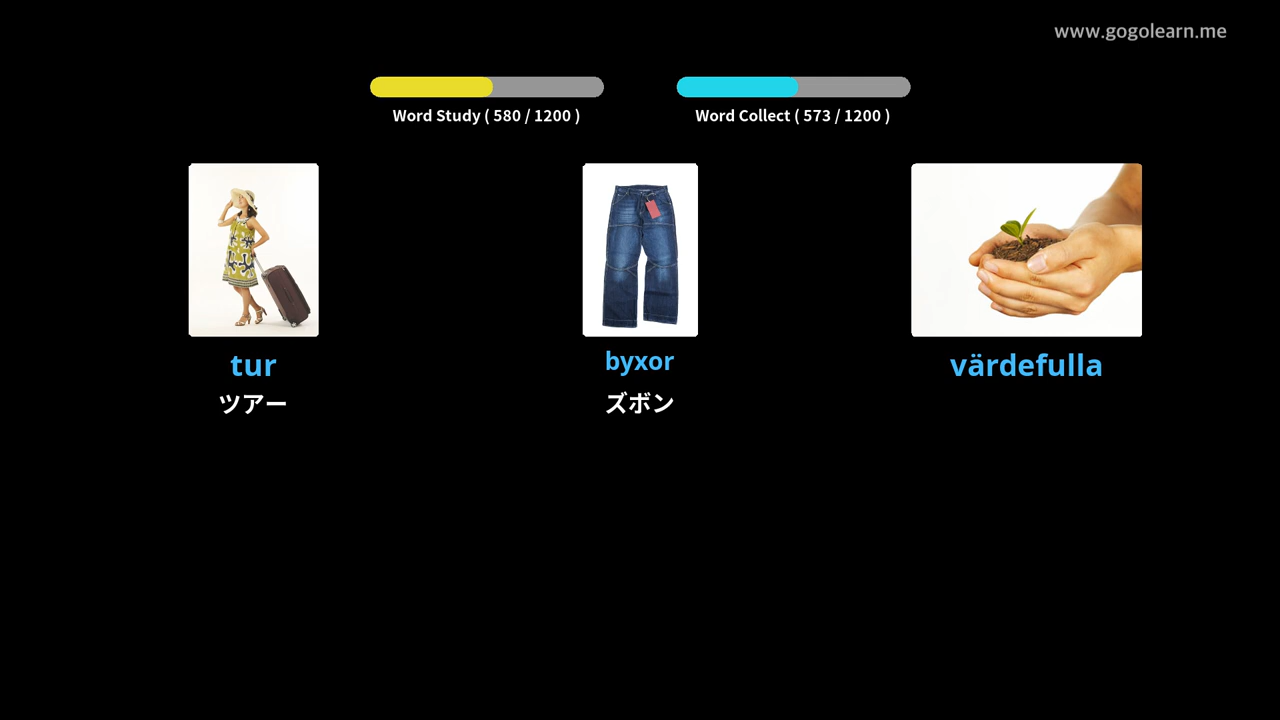 www.gogolearn.me
Word Study ( 580 / 1200 )
Word Collect ( 573 / 1200 )
tur
ツアー
byxor
ズボン
värdefulla